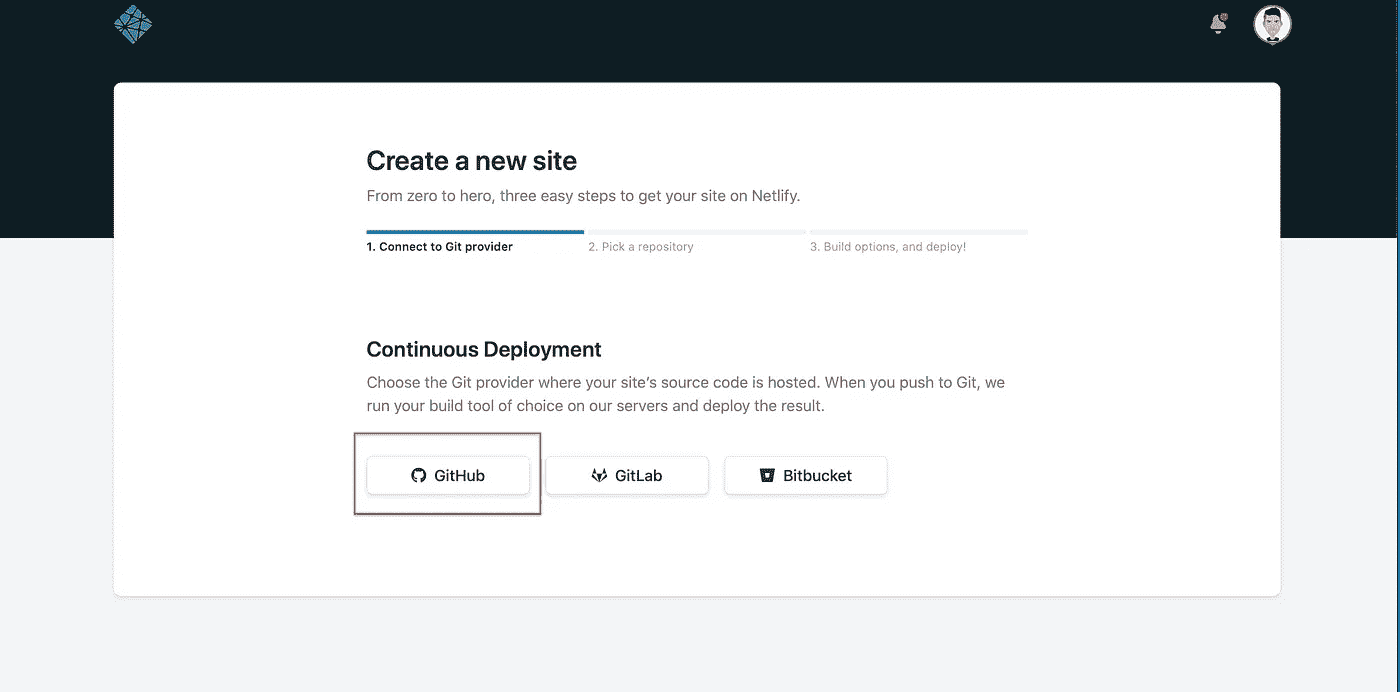 Create a new site
From zero to hero, three easy steps to get your site on Netlify.
1. Connect to Git provider
2. Pick a repository
3. Build options, and deploy!
Continuous Deployment
Choose the Git provider where your site’s source code is hosted. When you push to Git, we
run your build tool of choice on our servers and deploy the result.
GitHub
GitLab
Bitbucket